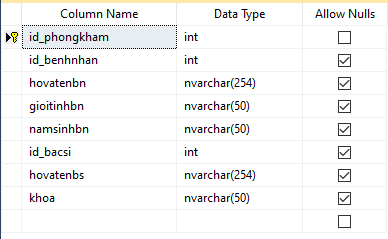 Column Name Data Type Allow Nulls
id_phongkham int
id_benhnhan int
hovatenbn nvarchar(254)
gioitinhbn nvarchar(50)
namsinhbn nvarchar(50)
id_bacsi int
hovatenbs nvarchar(254)
khoa nvarchar(50)